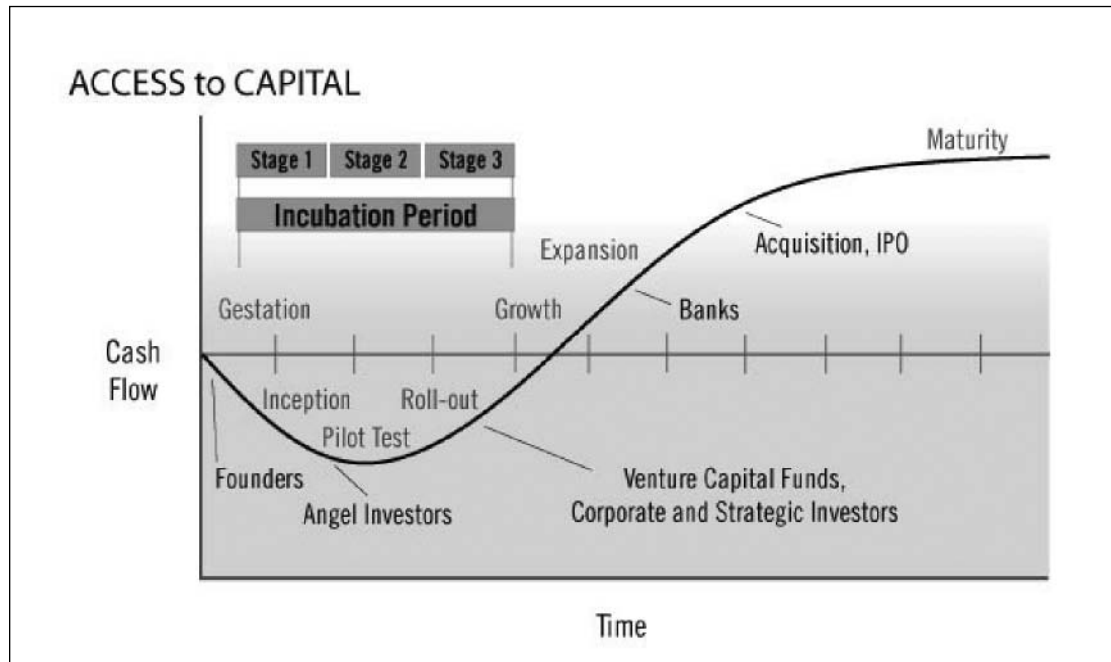 ACCESS to CAPITAL
Maturity
Stage 1 Stage 2 Stage 3
Incubation Period
Acquisition, IPO
Expansion
Gestation
Growth
Banks
Cash
Flow
Inception
Roll-out
Pilot Test
Founders
Angel Investors
Venture Capital Funds,
Corporate and Strategic Investors
Time